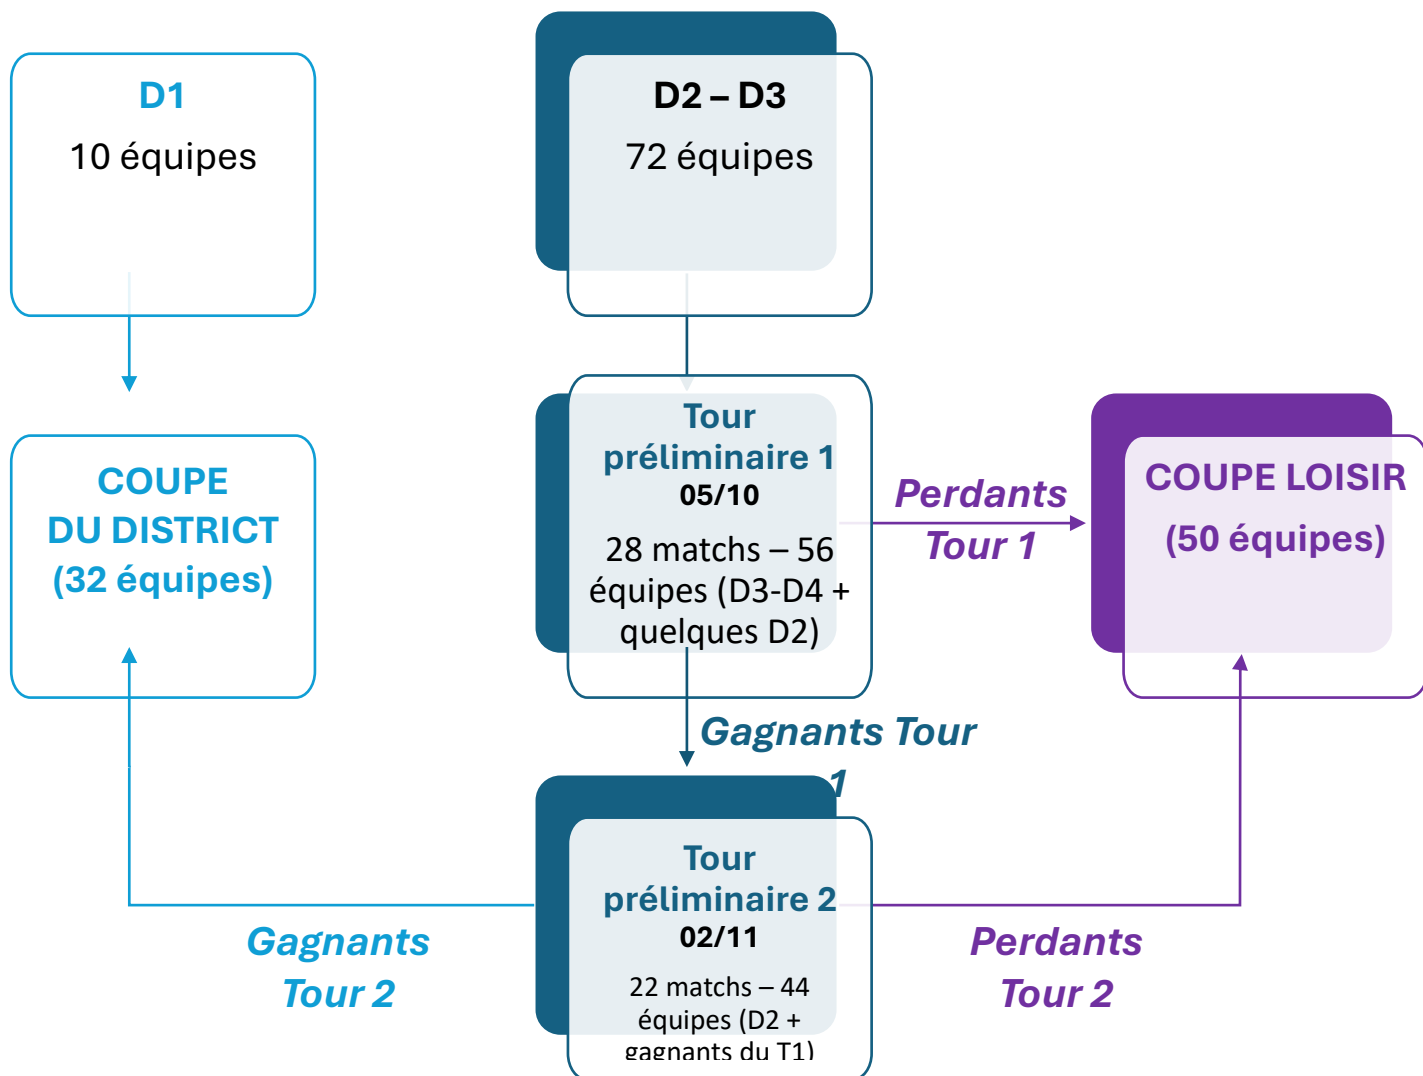 D1
10 équipes
D2 – D3
72 équipes
COUPE
DU DISTRICT
(32 équipes)
Tour
préliminaire 1
05/10
28 matchs – 56
équipes (D3-D4 +
quelques D2)
Perdants
Tour 1
COUPE LOISIR
(50 équipes)
Gagnants Tour
1
Tour
préliminaire 2
02/11
22 matchs – 44
équipes (D2 +
gagnants du T1)
Gagnants
Tour 2
Perdants
Tour 2